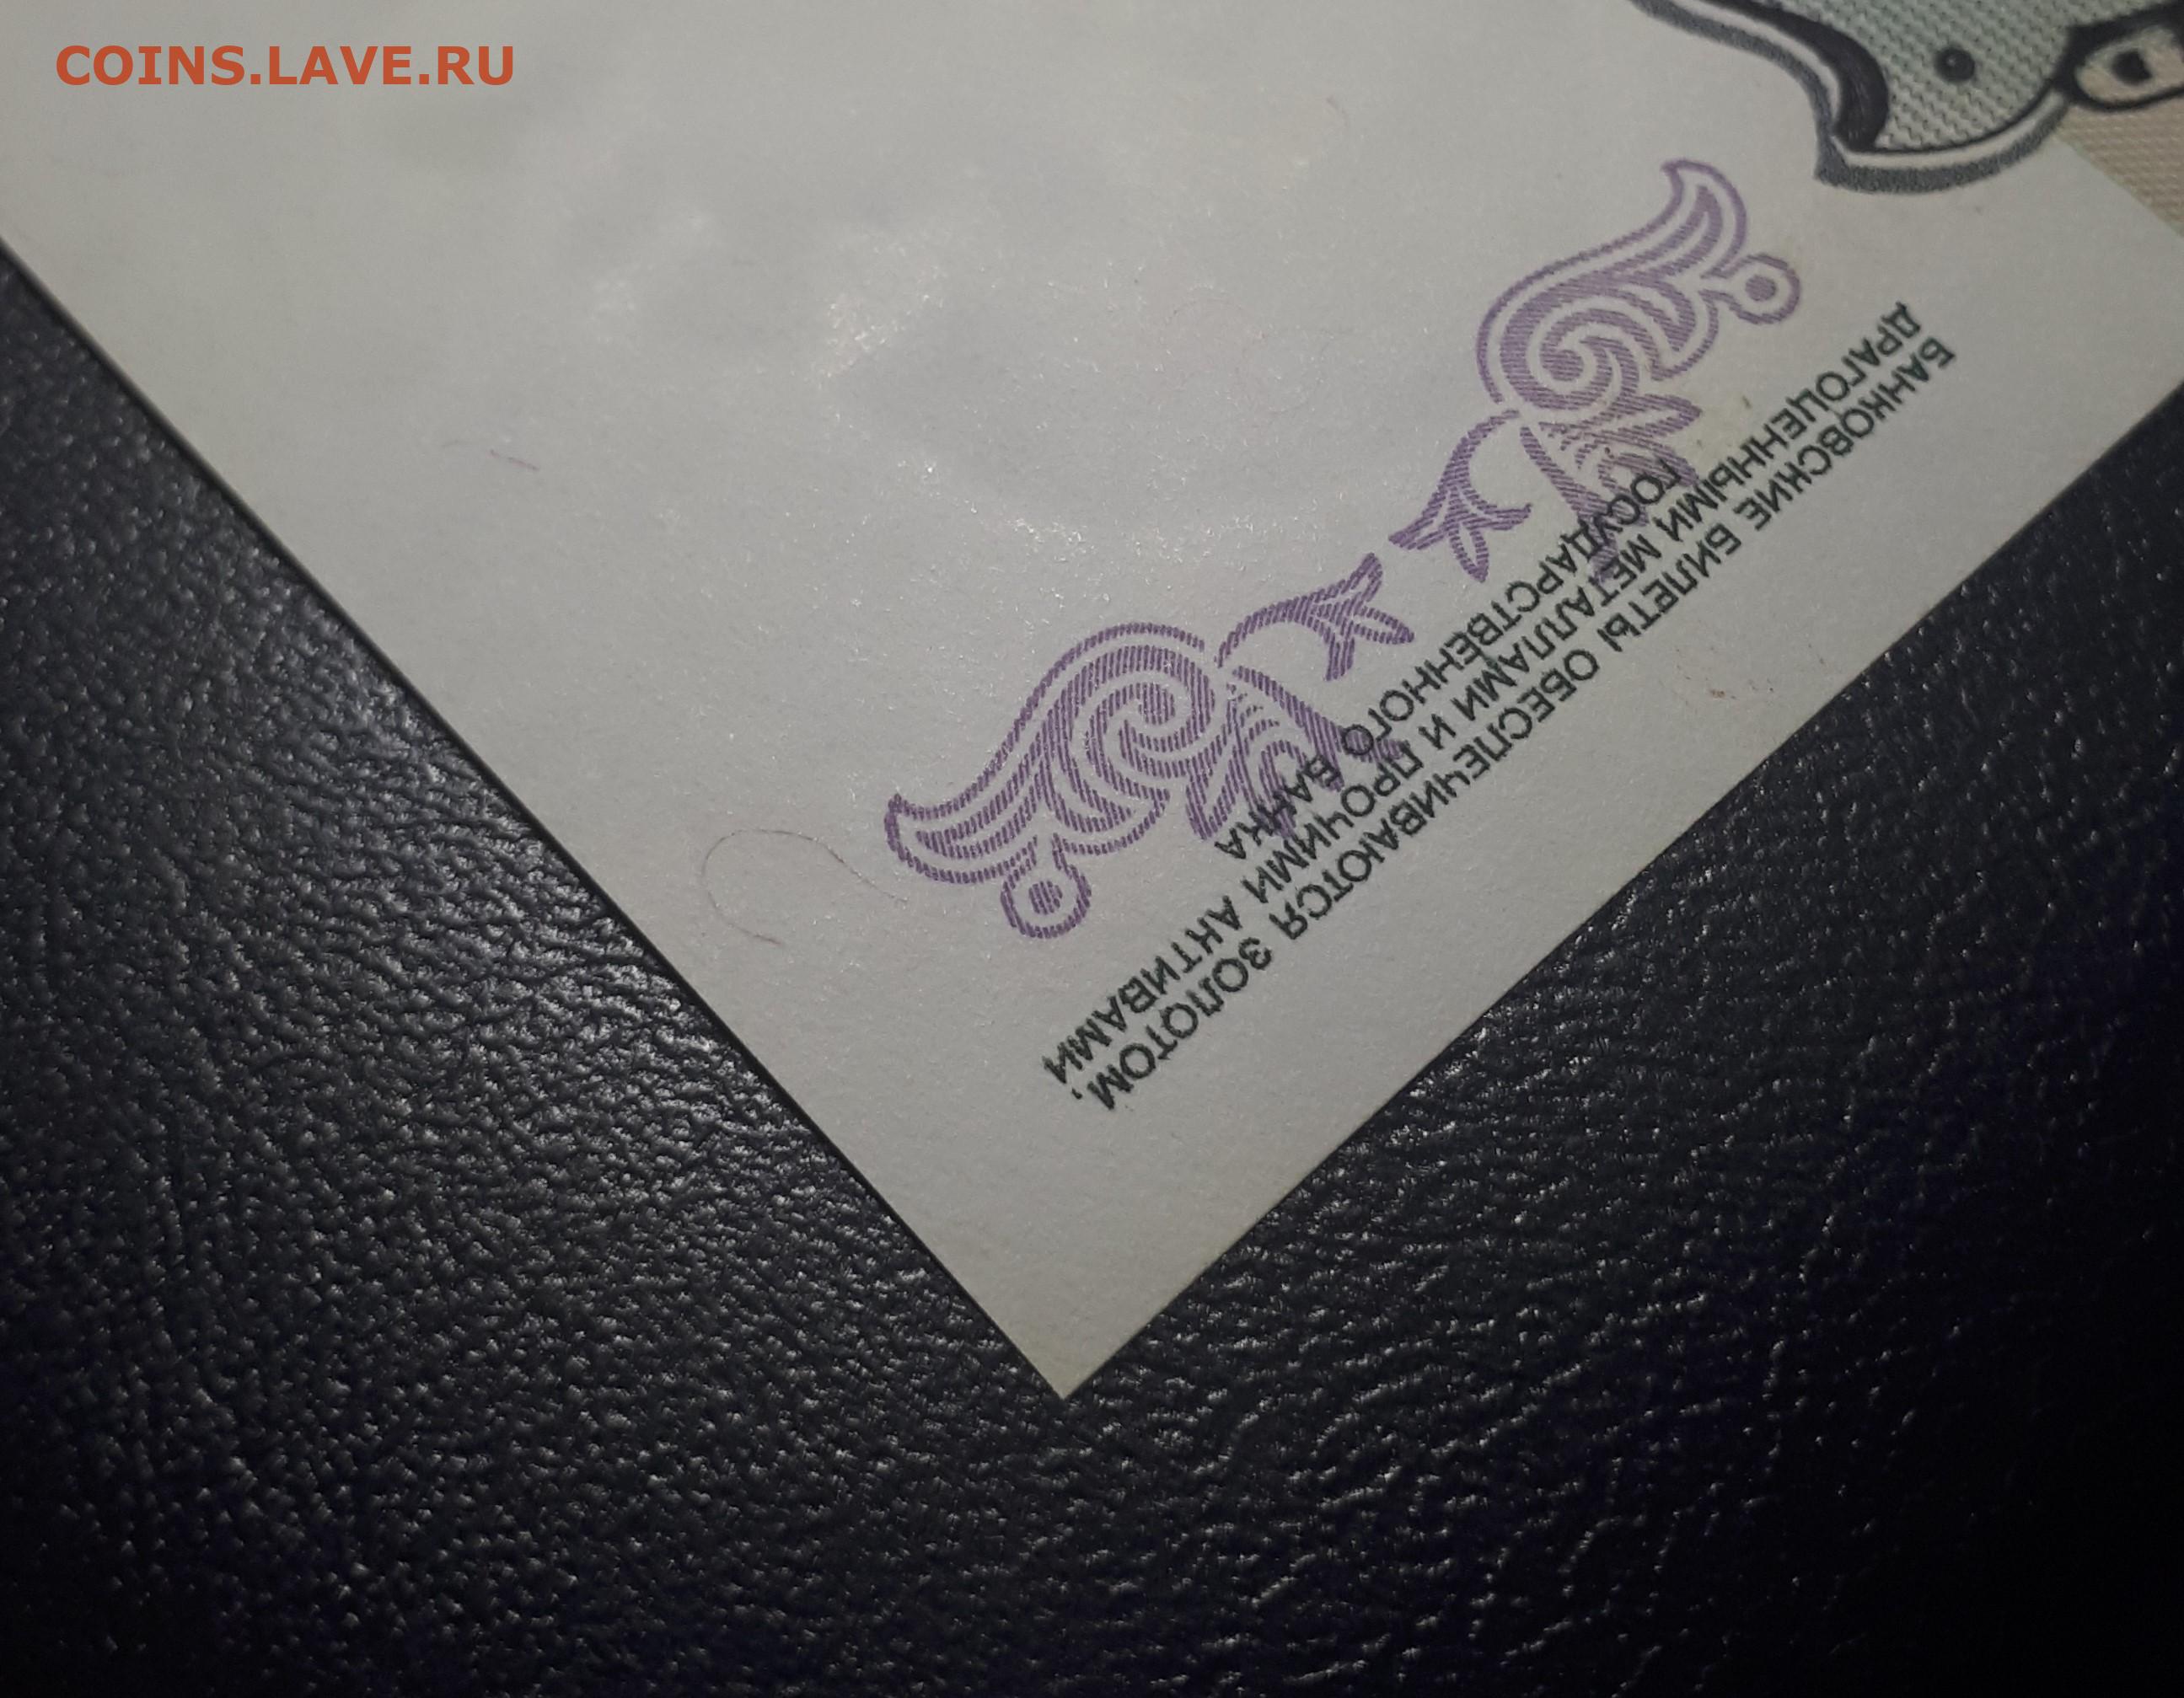 COINS.LAVE.RU
БАНКОВСКИЕ БИЛЕТЫ ОБЕСПЕЧИВАЮТСЯ ЗОЛОТОМ,
ДРАГОЦЕННЫМИ МЕТАЛЛАМИ И ПРОЧИМИ АКТИВАМИ
ГОСУДАРСТВЕННОГО БАНКА